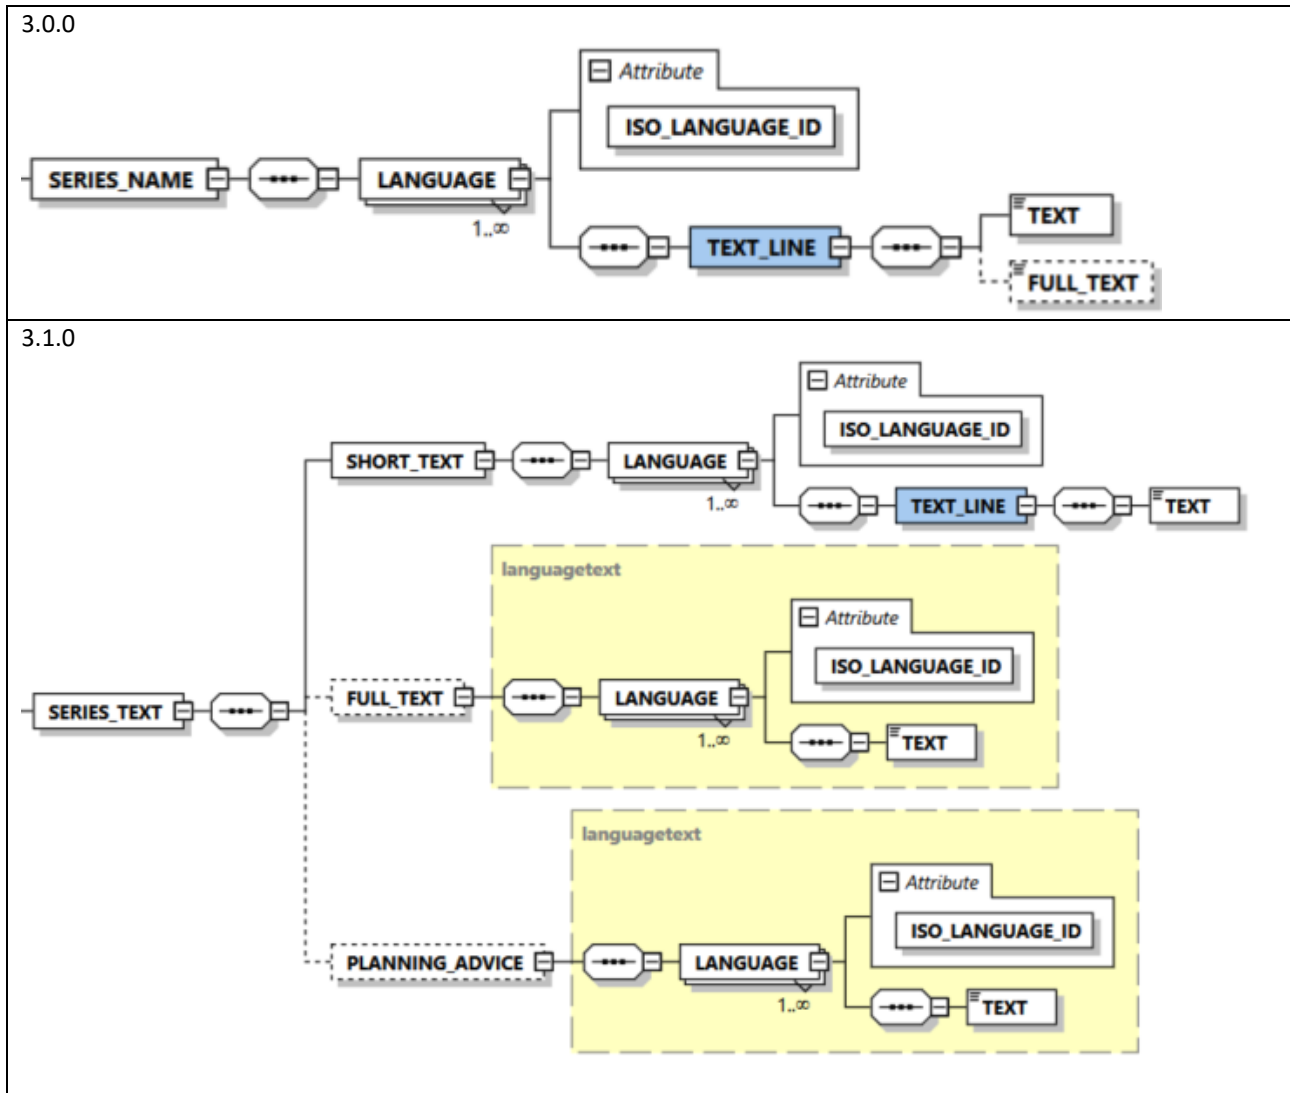 3.0.0
Attribute
ISO_LANGUAGE_ID
SERIES_NAME
LANGUAGE
1..∞
TEXT_LINE
TEXT
FULL_TEXT
3.1.0
Attribute
ISO_LANGUAGE_ID
SHORT_TEXT
LANGUAGE
1..∞
TEXT_LINE
TEXT
languagetext
Attribute
ISO_LANGUAGE_ID
SERIES_TEXT
FULL_TEXT
LANGUAGE
1..∞
TEXT
languagetext
Attribute
ISO_LANGUAGE_ID
PLANNING_ADVICE
LANGUAGE
1..∞
TEXT